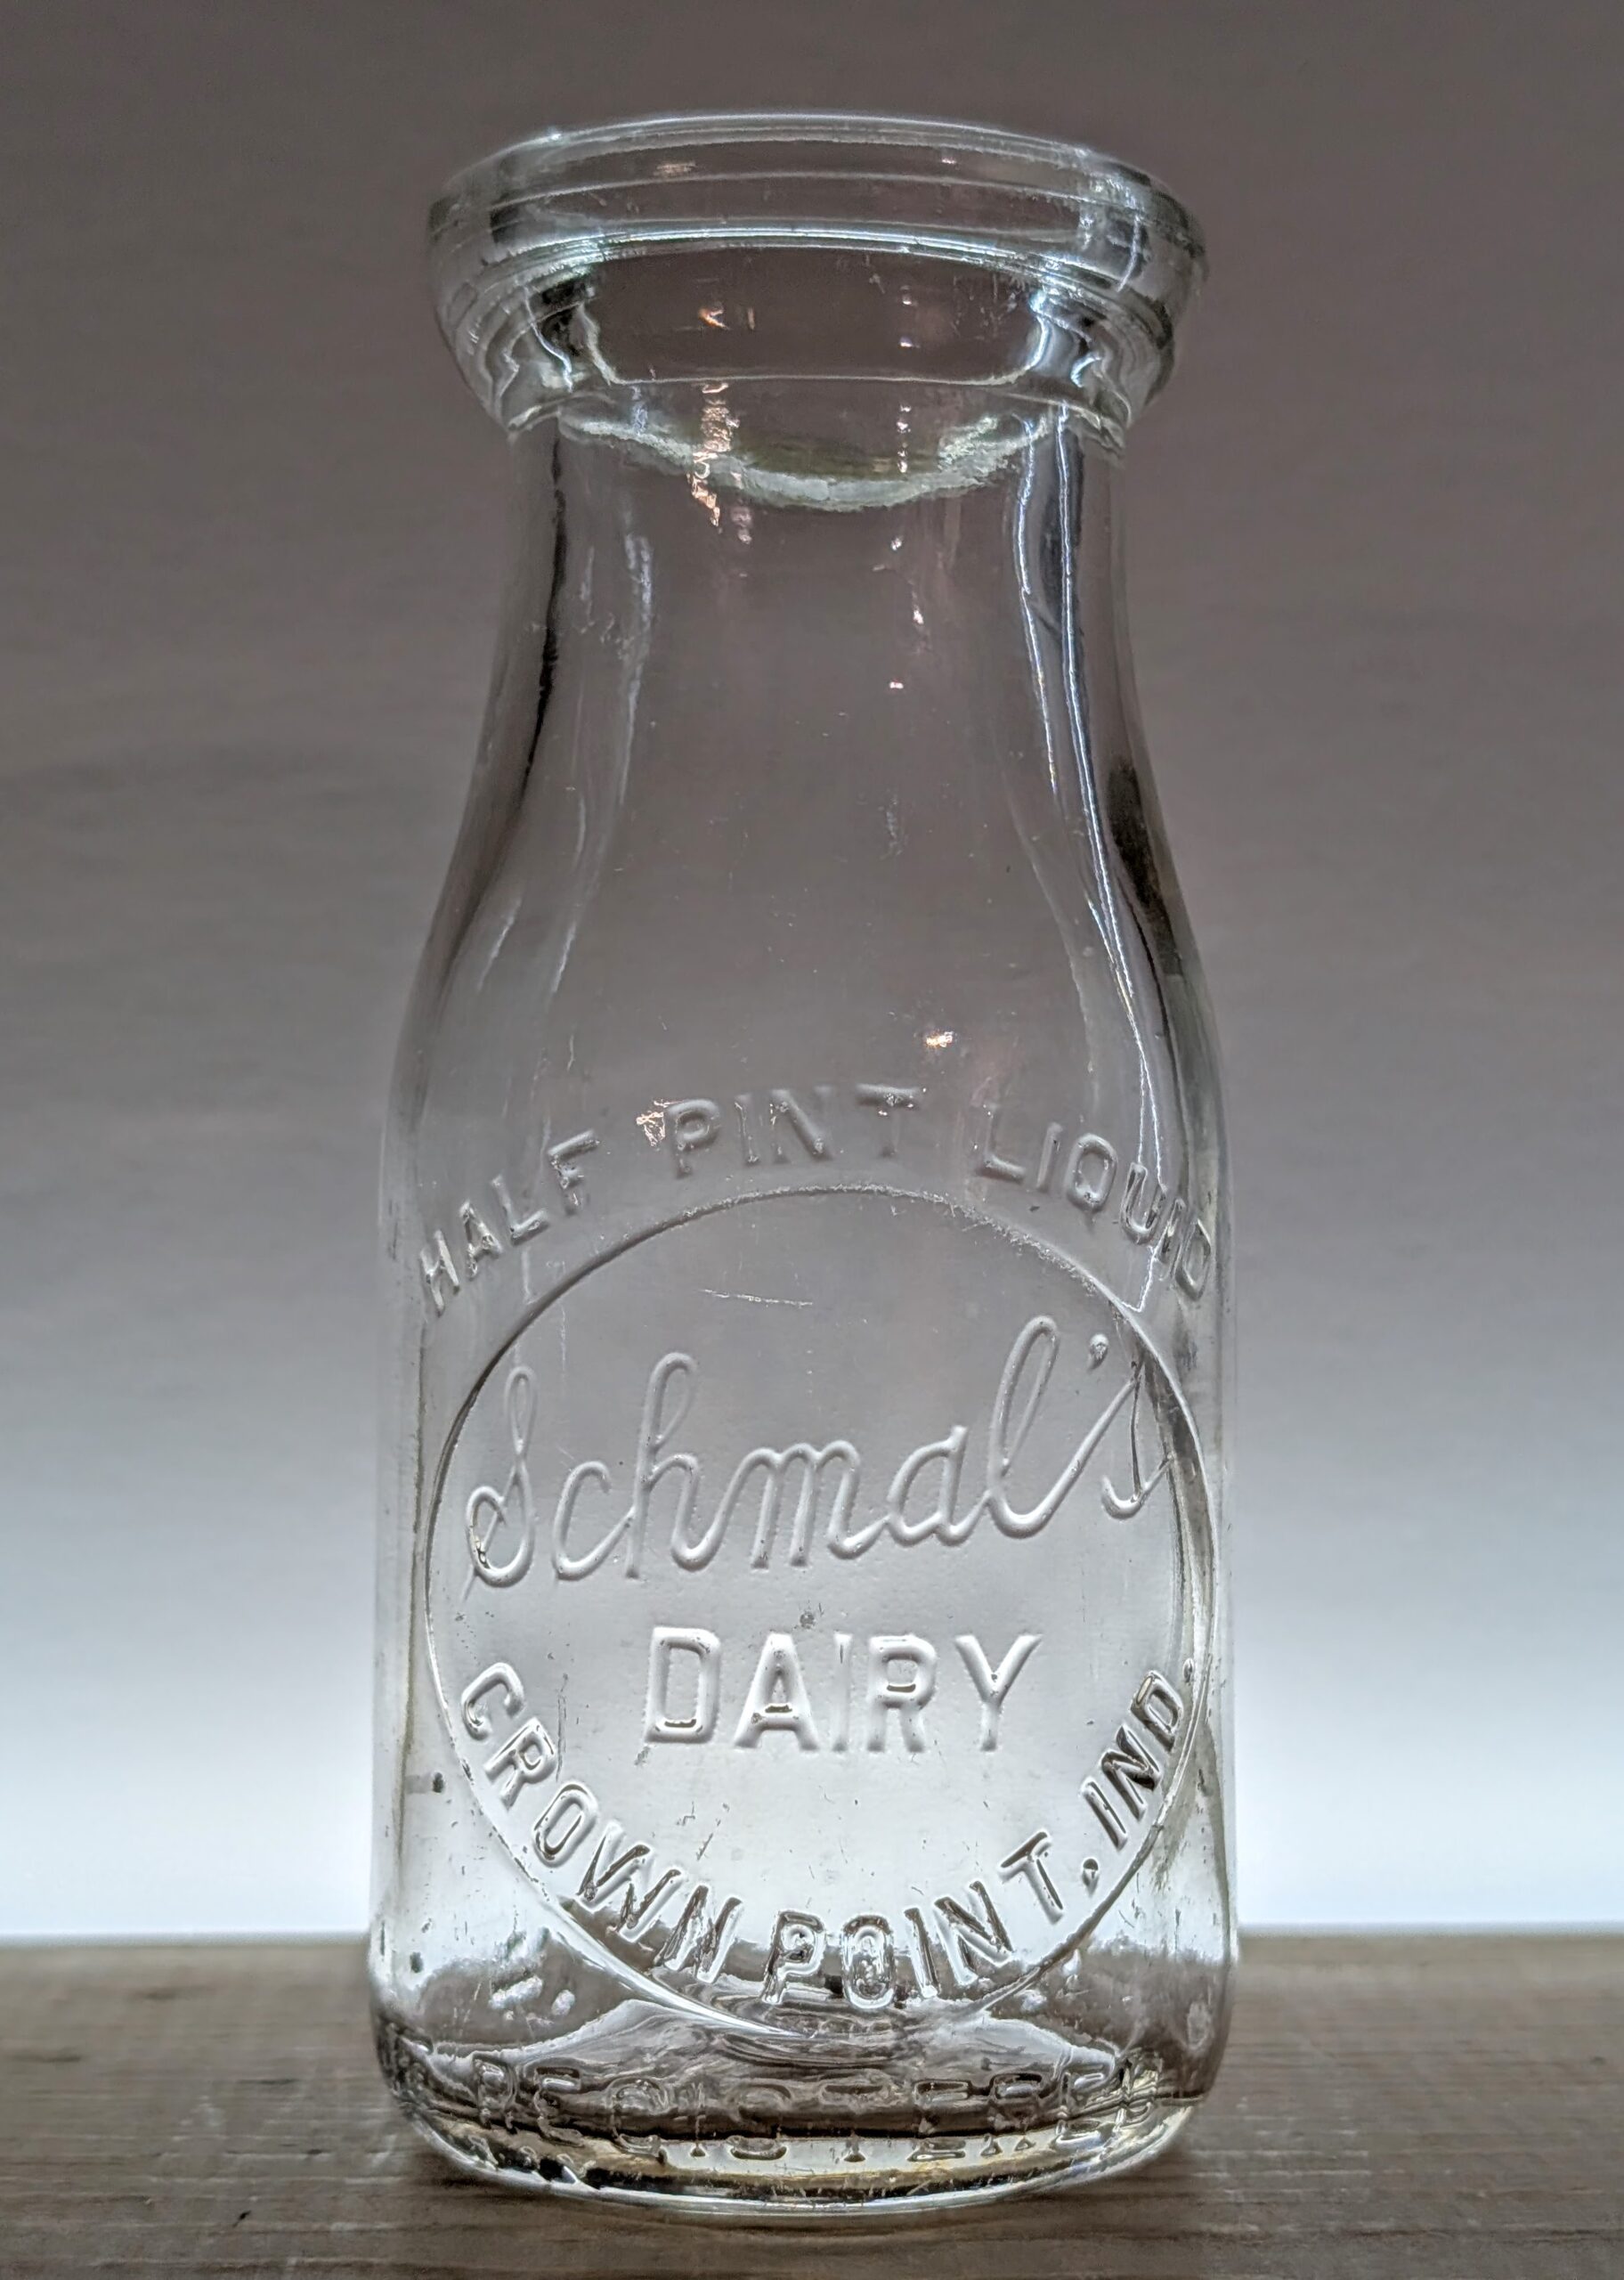 HALF PINT LIQUID
Schmal's
DAIRY
CROWN POINT. IND.
REGISTERED